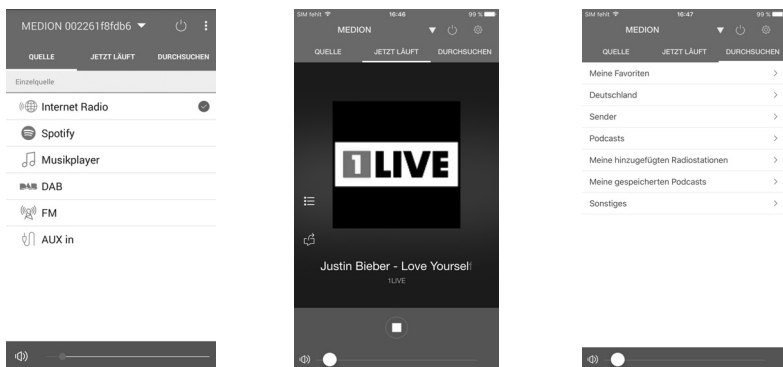 MEDION 002261f8fdb6
QUELLE JETZT LÄUFT DURCHSUCHEN
Einzelquelle
Internet Radio
Spotify
Musikplayer
DAB DAB
FM
AUX in
SIM fehlt 16:46 99 %
MEDION
QUELLE JETZT LÄUFT DURCHSUCHEN
1LIVE
Justin Bieber - Love Yourself
1LIVE
SIM fehlt 16:47 99 %
MEDION
QUELLE JETZT LÄUFT DURCHSUCHEN
Meine Favoriten
Deutschland
Sender
Podcasts
Meine hinzugefügten Radiostationen
Meine gespeicherten Podcasts
Sonstiges